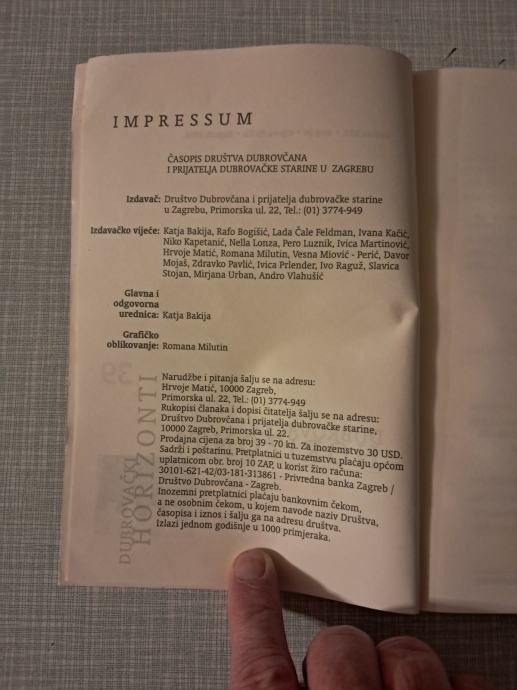 IMPRESSUM
ČASOPIS DRUŠTVA DUBROVČANA
I PRIJATELJA DUBROVAČKE STARINE U ZAGREBU
Izdavač: Društvo Dubrovčana i prijatelja dubrovačke starine
u Zagrebu, Primorska ul. 22, Tel.: (01) 3774-949
Izdavačko vijeće: Katja Bakija, Rafo Bogišić, Lada Čale Feldman, Ivana Kačić,
Niko Kapetanić, Nella Lonza, Pero Luznik, Ivica Martinović,
Hrvoje Matić, Romana Milutin, Vesna Miović - Perić, Davor
Mojaš, Zdravko Pavlić, Ivica Prlender, Ivo Raguž, Slavica
Stojan, Mirjana Urban, Andro Vlahušić
Glavna i
odgovorna
urednica: Katja Bakija
Grafičko
oblikovanje: Romana Milutin
Narudžbe i pitanja šalju se na adresu:
Hrvoje Matić, 10000 Zagreb,
Primorska ul. 22, Tel.: (01) 3774-949
Rukopisi članaka i dopisi čitatelja šalju se na adresu:
Društvo Dubrovčana i prijatelja dubrovačke starine,
10000 Zagreb, Primorska ul. 22.
Prodajna cijena za broj 39 - 70 kn. Za inozemstvo 30 USD.
Sadrži i poštarinu. Pretplatnici u tuzemstvu plaćaju općom
uplatnicom obr. broj 10 ZAP, u korist žiro računa:
30101-621-42/03-181-313861 - Privredna banka Zagreb /
Društvo Dubrovčana - Zagreb.
Inozemni pretplatnici plaćaju bankovnim čekom,
a ne osobnim čekom, u kojem navode naziv Društva,
časopisa i iznos i šalju ga na adresu društva.
Izlazi jednom godišnje u 1000 primjeraka.
DUBROVAČKI
HORIZONTI
39